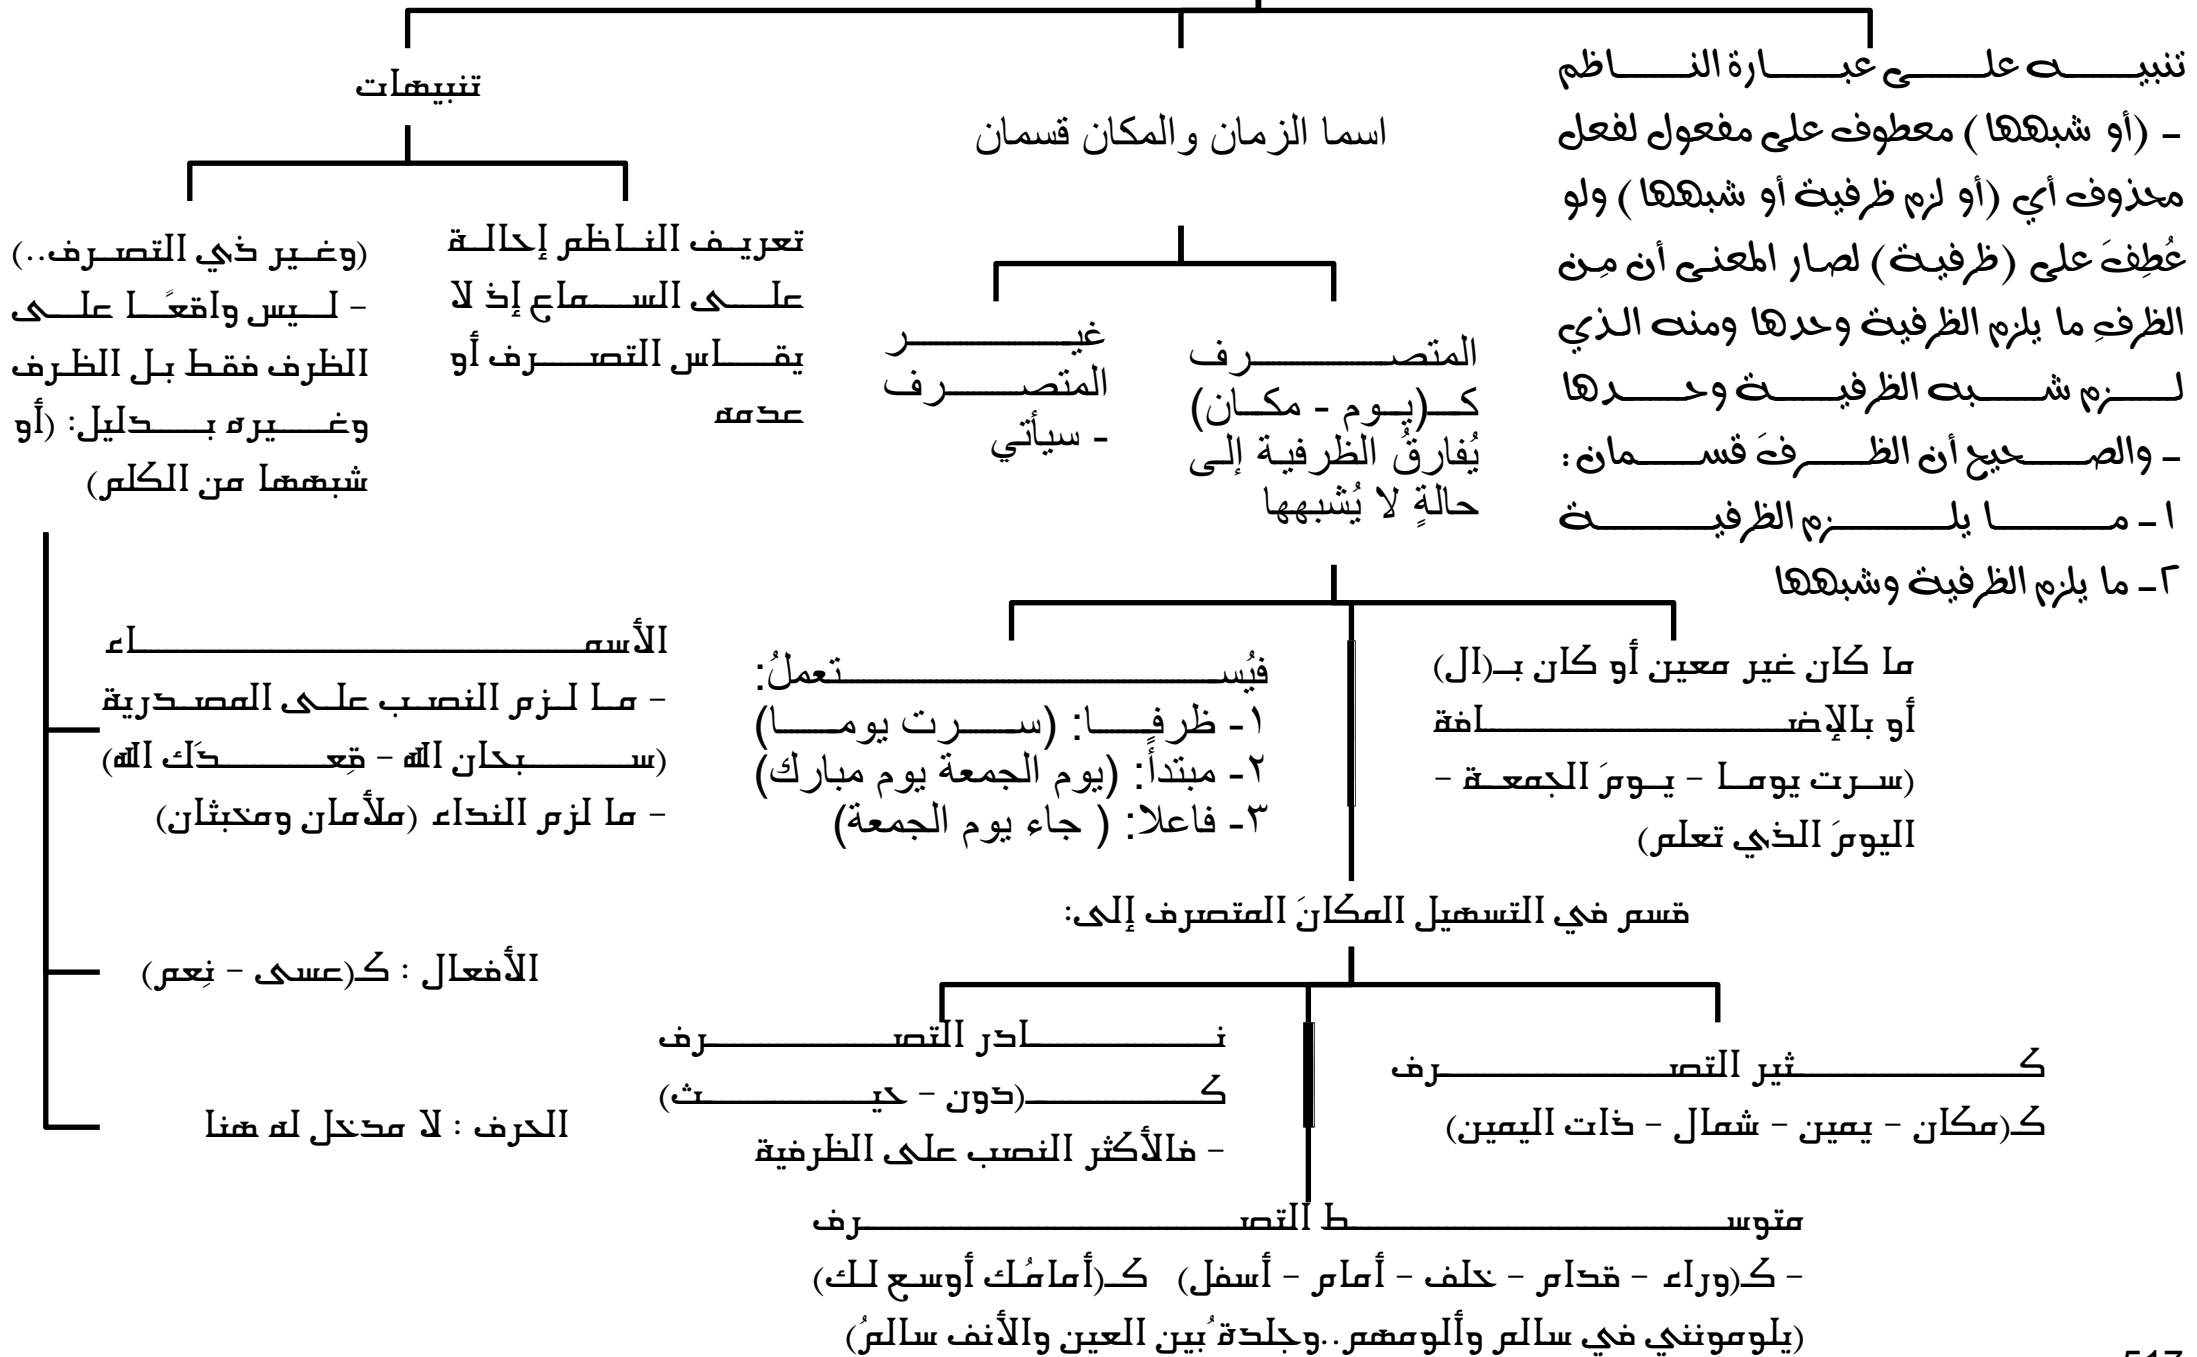 تنبيه على عبارة الناظم
- (أو شبهها) معطوف على مفعول لفعل
محذوف أي (أو لزم ظرفية أو شبهها) ولو
عُطِفَ على (ظرفية) لصار المعنى أن مِن
الظرفِ ما يلزم الظرفية وحدها ومنه الذي
لزم شبه الظرفية وحدها
- والصحيح أن الظرفَ قسمان:
١- ما يلزم الظرفية
٢- ما يلزم الظرفية وشبهها
اسما الزمان والمكان قسمان
المتصرف
كـ(يوم - مكان)
يُفارقُ الظرفية إلى
حالةٍ لا يُشبهها
غير
المتصرف
- سيأتي
ما كان غير معين أو كان بـ(ال)
أو بالإضافة
(سرت يوما - يومَ الجمعة -
اليومَ الذي تعلم)
فيُستعملُ:
١- ظرفا: (سرت يوما)
٢- مبتدأً: (يوم الجمعة يوم مبارك)
٣- فاعلا: ( جاء يوم الجمعة)
قسم في التسهيل المكانَ المتصرف إلى:
كثير التصرف
كـ(مكان - يمين - شمال - ذات اليمين)
نادر التصرف
كـ(دون - حيث)
- فالأكثر النصب على الظرفية
متوسط التصرف
- كـ(وراء - قدام - خلف - أمام - أسفل) كـ(أمامُك أوسع لك)
(يلومونني في سالم وألومهم..وجلدةُ بين العين والأنف سالمُ)
تنبيهات
تعريف الناظم إحالة
على السماع إذ لا
يقاس التصرف أو
عدمه
(وغير ذي التصرف..)
- ليس واقعًا على
الظرف فقط بل الظرف
وغيره بدليل: (أو
شبهها من الكلم)
الأسماء
- ما لزم النصب على المصدرية
(سبحان الله - قِعدَك الله)
- ما لزم النداء (ملأمان ومخبثان)
الأفعال : كـ(عسى - نِعم)
الحرف : لا مدخل له هنا